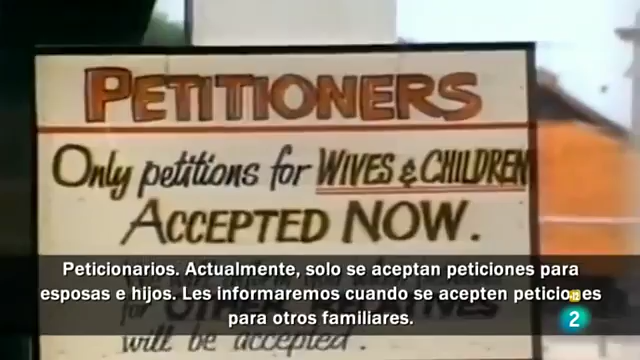 PETITIONERS
Only petitions for WIVES & CHILDREN
ACCEPTED NOW.
Peticionarios. Actualmente, solo se aceptan peticiones para
esposas e hijos. Les informaremos cuando se acepten peticiones
para otros familiares.
will be accepted.
2